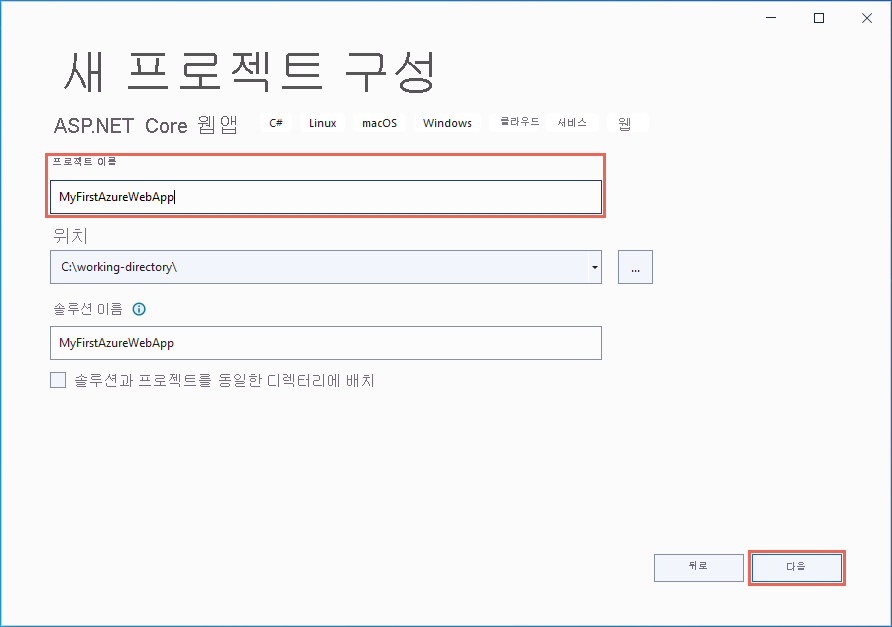 새 프로젝트 구성
ASP.NET Core 웹앱 C# Linux macOS Windows 클라우드 서비스 웹
프로젝트 이름
MyFirstAzureWebApp
위치
C:\working-directory\
...
솔루션 이름
MyFirstAzureWebApp
솔루션과 프로젝트를 동일한 디렉터리에 배치
뒤로 다음